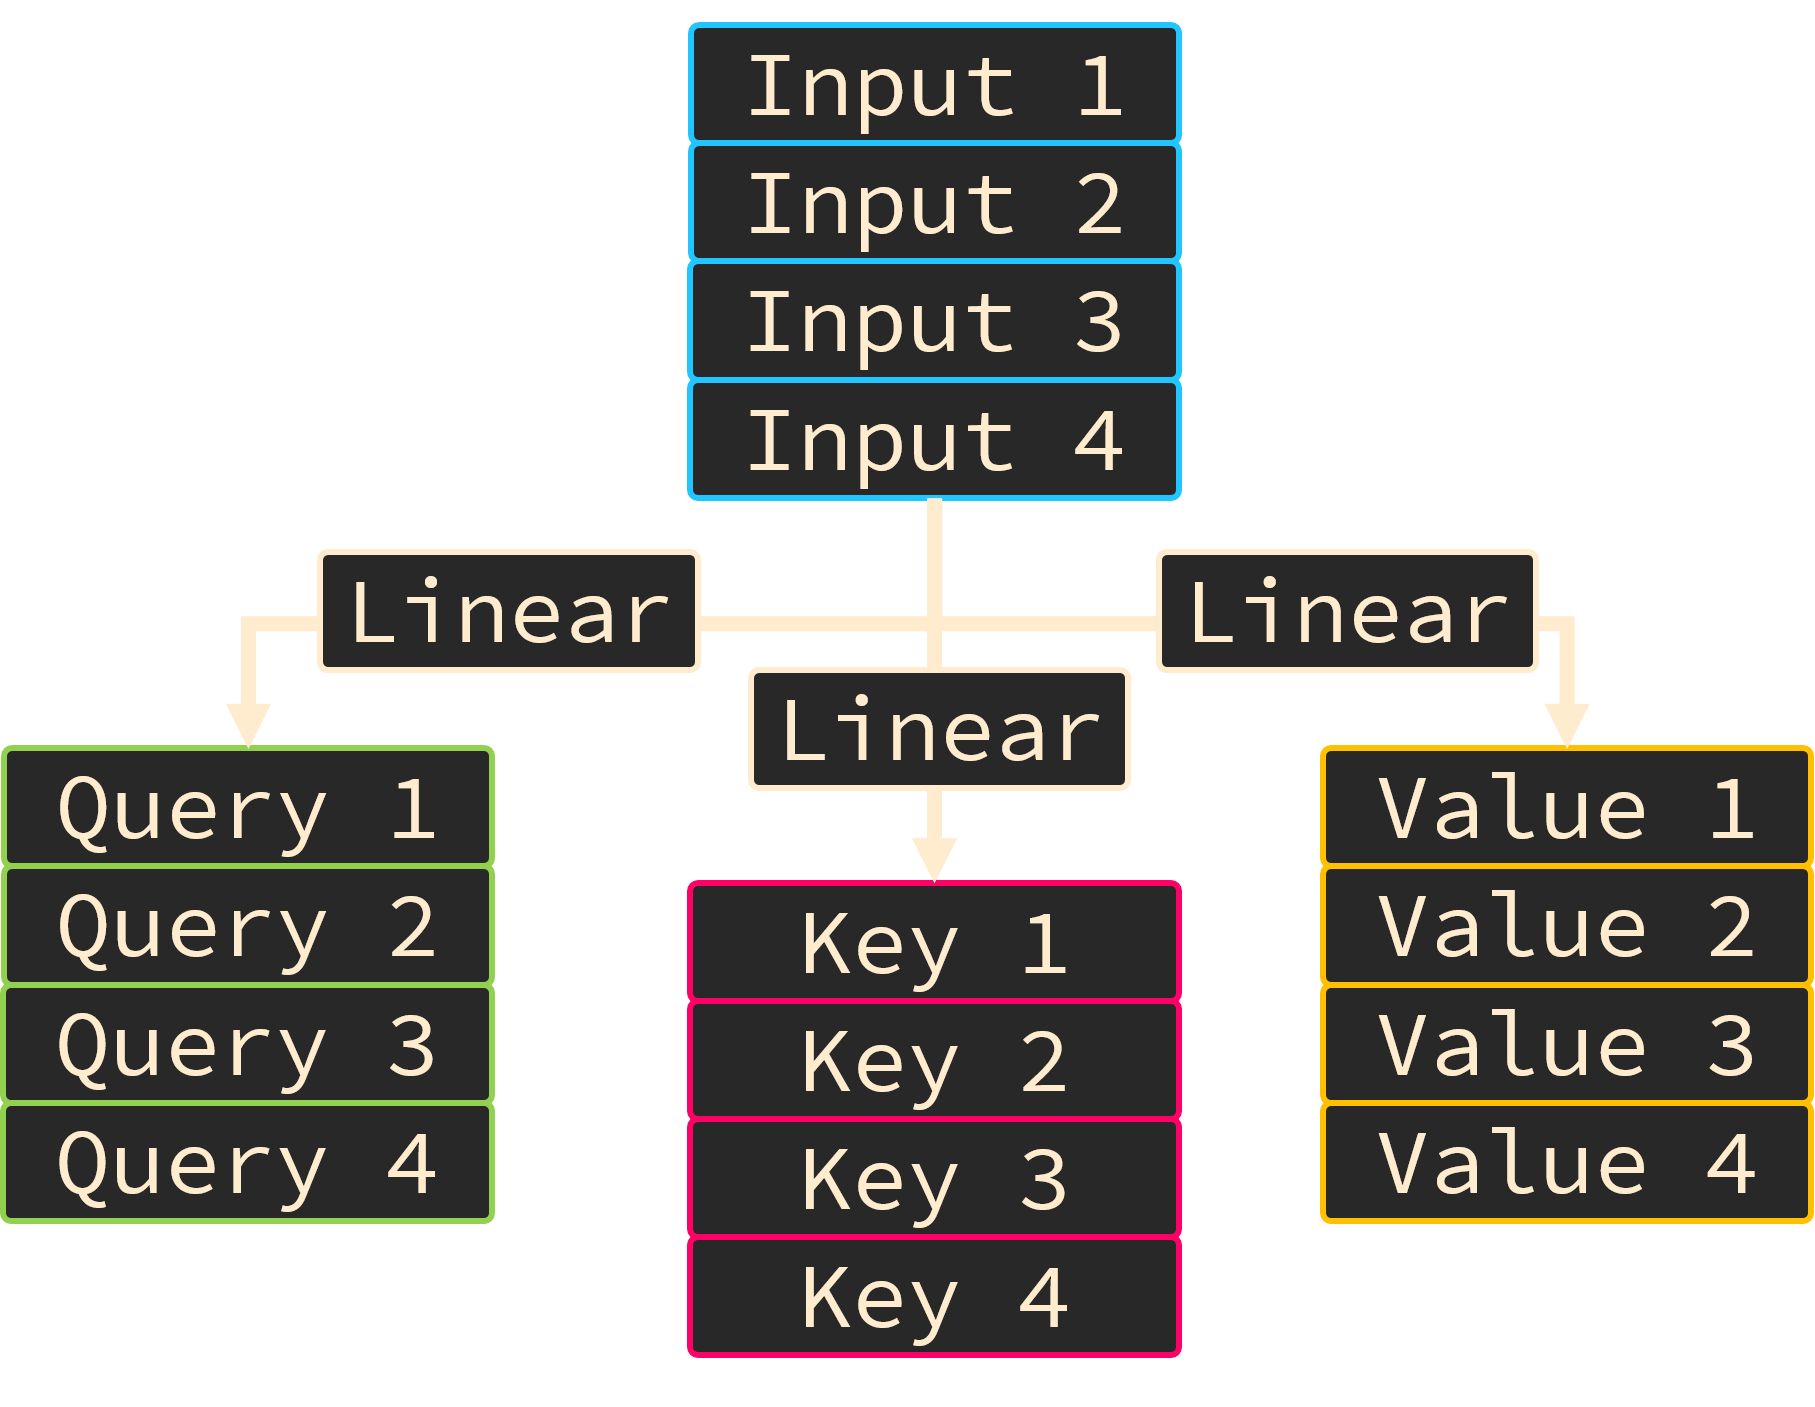 Input 1
Input 2
Input 3
Input 4
Linear
Linear
Linear
Query 1
Query 2
Query 3
Query 4
Key 1
Key 2
Key 3
Key 4
Value 1
Value 2
Value 3
Value 4